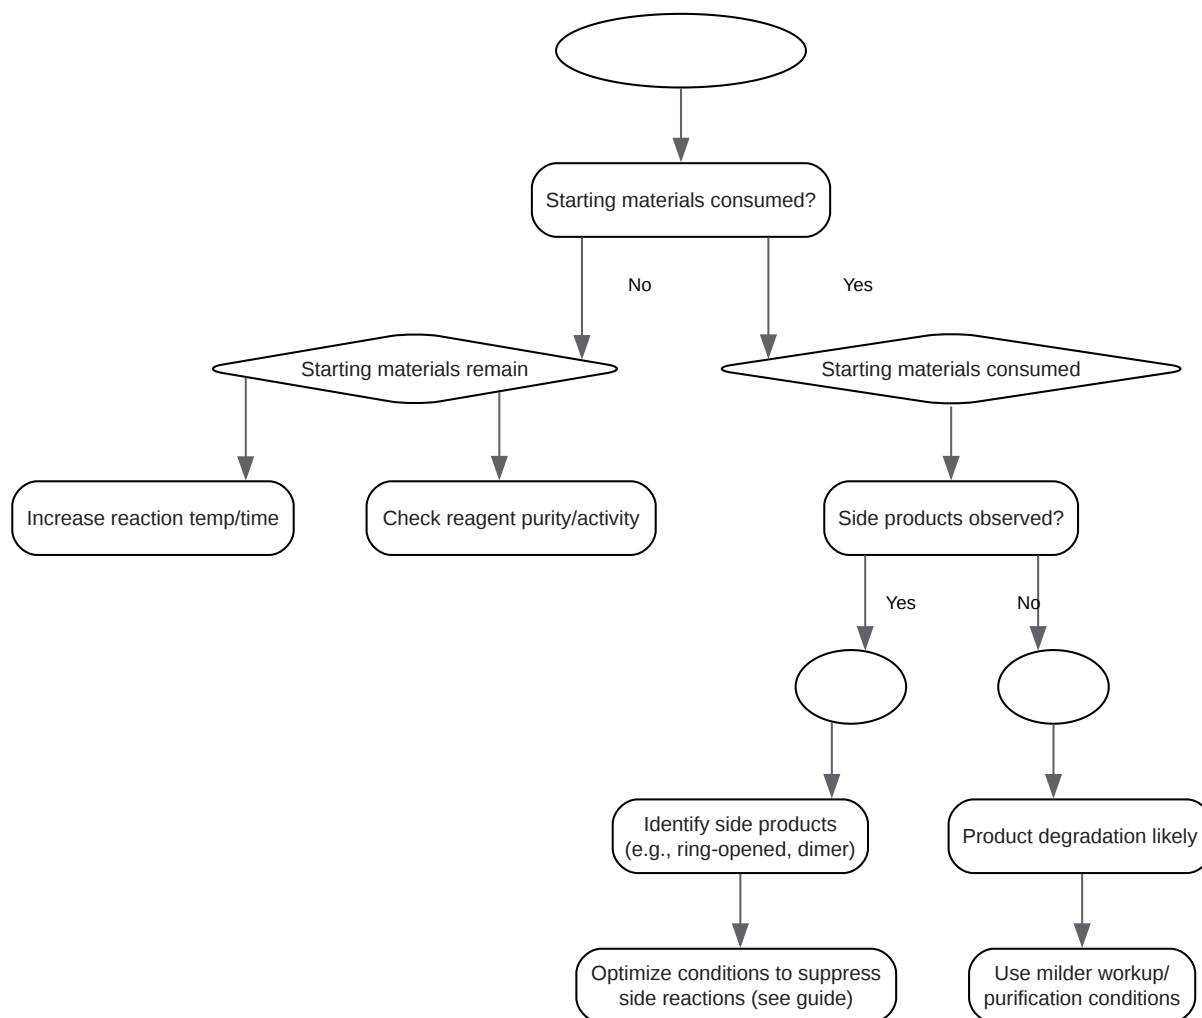 Starting materials consumed?
No
Yes
Starting materials remain
Starting materials consumed
Increase reaction temp/time
Check reagent purity/activity
Side products observed?
Yes
No
Identify side products
(e.g., ring-opened, dimer)
Product degradation likely
Optimize conditions to suppress
side reactions (see guide)
Use milder workup/
purification conditions